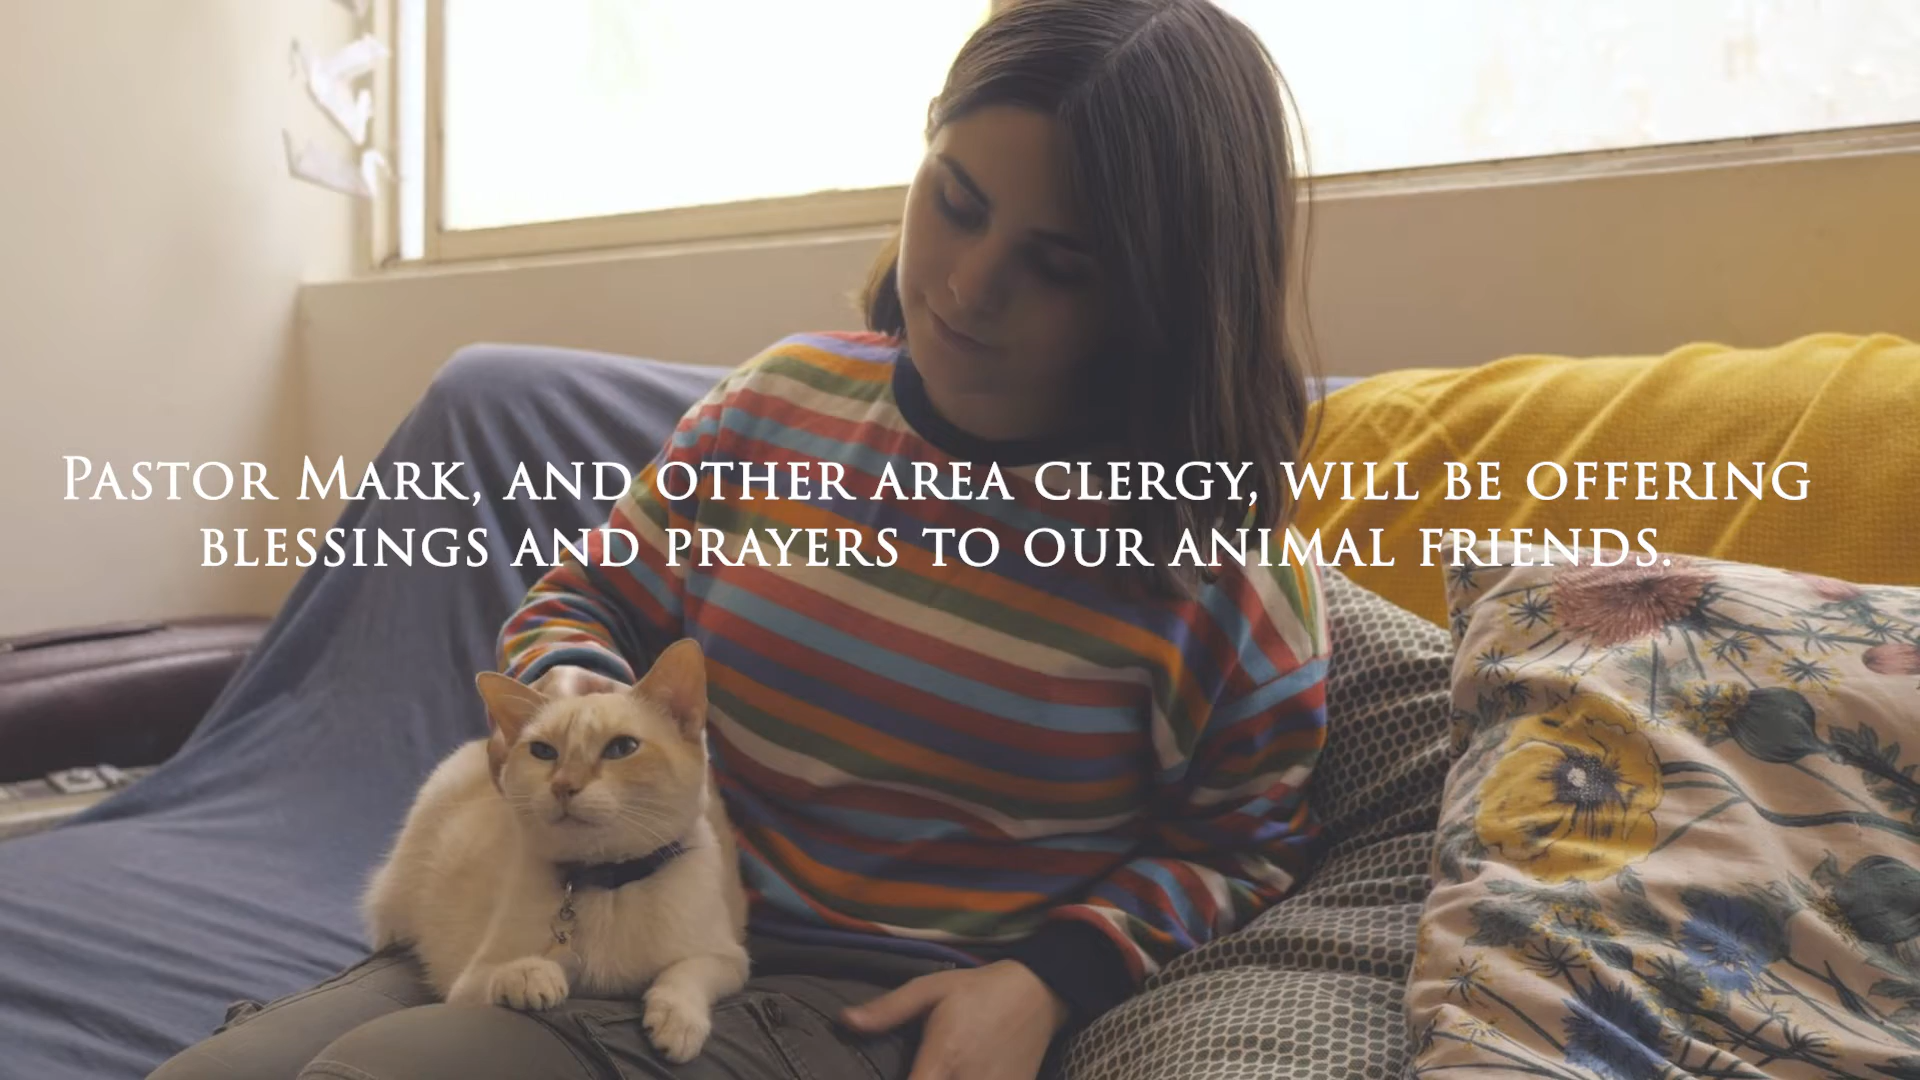 Pastor Mark, and other area clergy, will be offering
blessings and prayers to our animal friends.